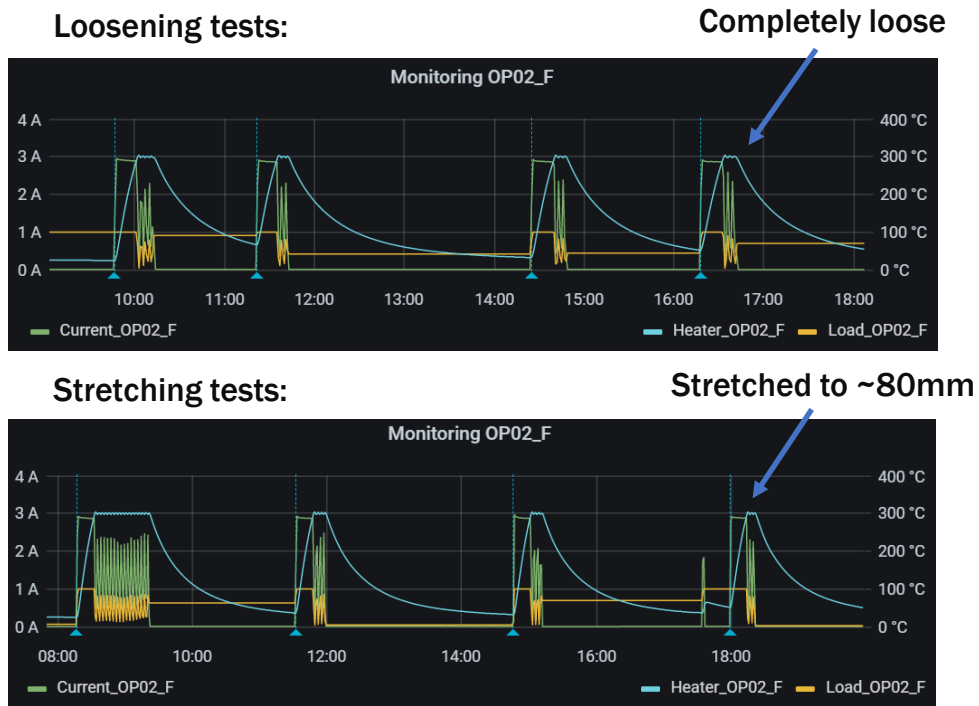 Loosening tests:
Completely loose
Monitoring OP02_F
4 A
400 °C
3 A
300 °C
2 A
200 °C
1 A
100 °C
0 A
0 °C
10:00 11:00 12:00 13:00 14:00 15:00 16:00 17:00 18:00
Current_OP02_F Heater_OP02_F Load_OP02_F
Stretching tests:
Stretched to ~80mm
Monitoring OP02_F
4 A
400 °C
3 A
300 °C
2 A
200 °C
1 A
100 °C
0 A
0 °C
08:00 10:00 12:00 14:00 16:00 18:00
Current_OP02_F Heater_OP02_F Load_OP02_F